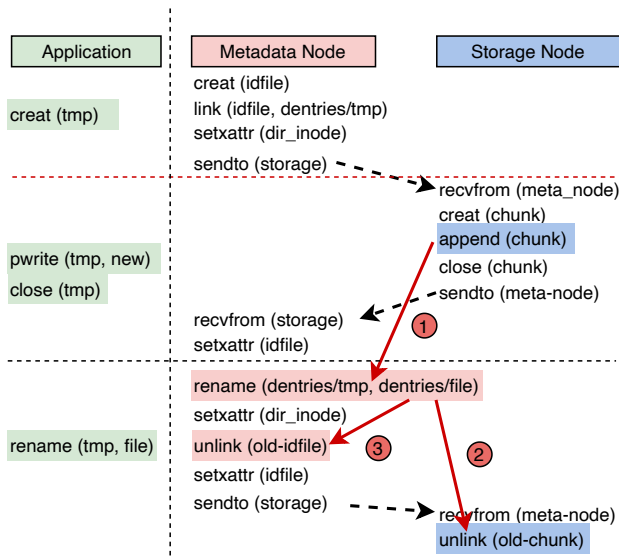 Application
Metadata Node
Storage Node
creat (idfile)
creat (tmp)
link (idfile, dentries/tmp)
setxattr (dir_inode)
sendto (storage)
recvfrom (meta_node)
creat (chunk)
append (chunk)
pwrite (tmp, new)
close (tmp)
close (chunk)
sendto (meta-node)
recvfrom (storage)
1
setxattr (idfile)
rename (dentries/tmp, dentries/file)
setxattr (dir_inode)
rename (tmp, file)
unlink (old-idfile)
3
2
setxattr (idfile)
sendto (storage)
recvfrom (meta-node)
unlink (old-chunk)